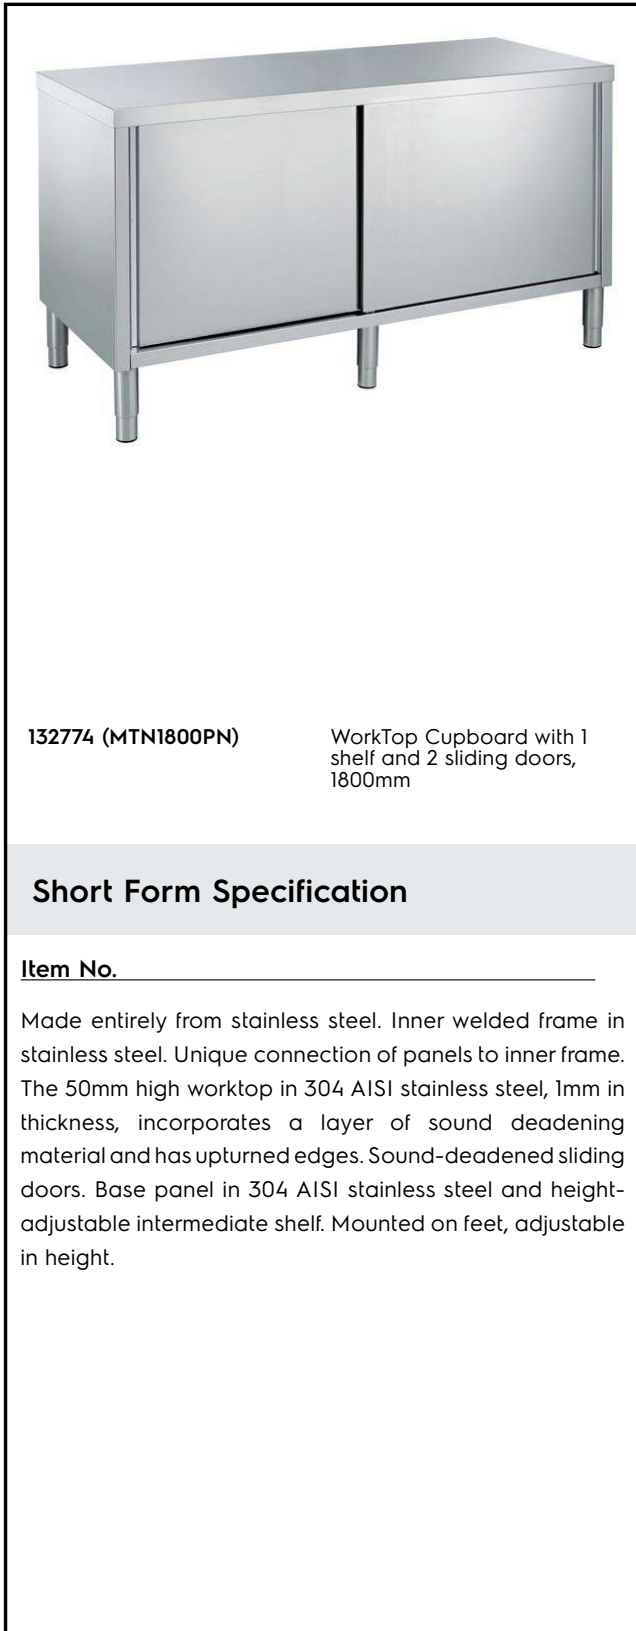 132774 (MTN1800PN)
WorkTop Cupboard with 1
shelf and 2 sliding doors,
1800mm
Short Form Specification
Item No.
Made entirely from stainless steel. Inner welded frame in
stainless steel. Unique connection of panels to inner frame.
The 50mm high worktop in 304 AISI stainless steel, 1mm in
thickness, incorporates a layer of sound deadening
material and has upturned edges. Sound-deadened sliding
doors. Base panel in 304 AISI stainless steel and height-
adjustable intermediate shelf. Mounted on feet, adjustable
in height.